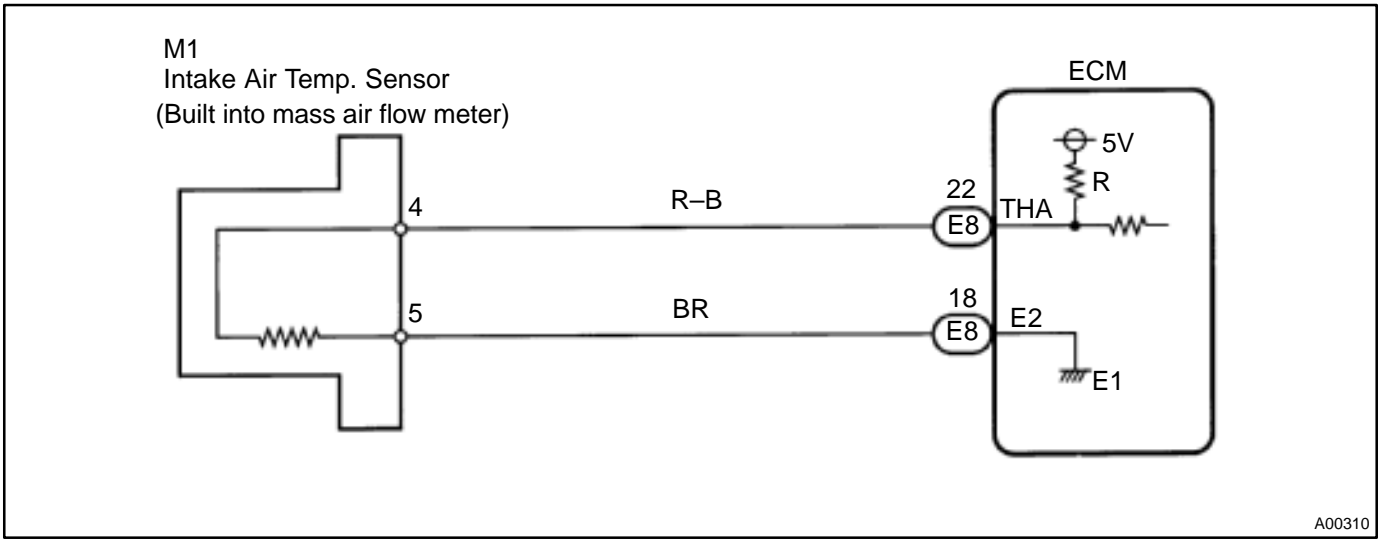 M1
Intake Air Temp. Sensor
(Built into mass air flow meter)
ECM
5V
R
4
R–B
22
E8
THA
5
BR
18
E8
E2
E1
A00310